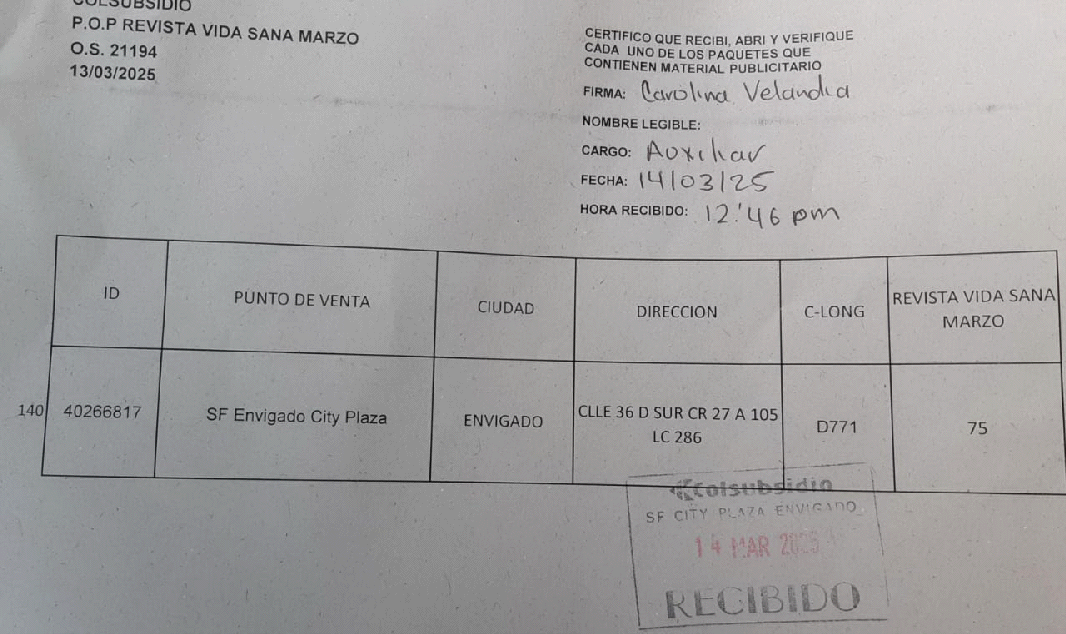 COLSUBSIDIO
P.O.P REVISTA VIDA SANA MARZO
O.S. 21194
13/03/2025
CERTIFICO QUE RECIBI, ABRI Y VERIFIQUE
CADA UNO DE LOS PAQUETES QUE
CONTIENEN MATERIAL PUBLICITARIO
FIRMA: Carolina Velandia
NOMBRE LEGIBLE:
CARGO: Auxiliar
FECHA: 14/03/25
HORA RECIBIDO: 12:46 pm
ID PUNTO DE VENTA CIUDAD DIRECCION C-LONG REVISTA VIDA SANA
MARZO
140 40266817 SF Envigado City Plaza ENVIGADO CLLE 36 D SUR CR 27 A 105 D771 75
LC 286
Colsubsidio
SF CITY PLAZA ENVIGADO
14 MAR 2025
RECIBIDO